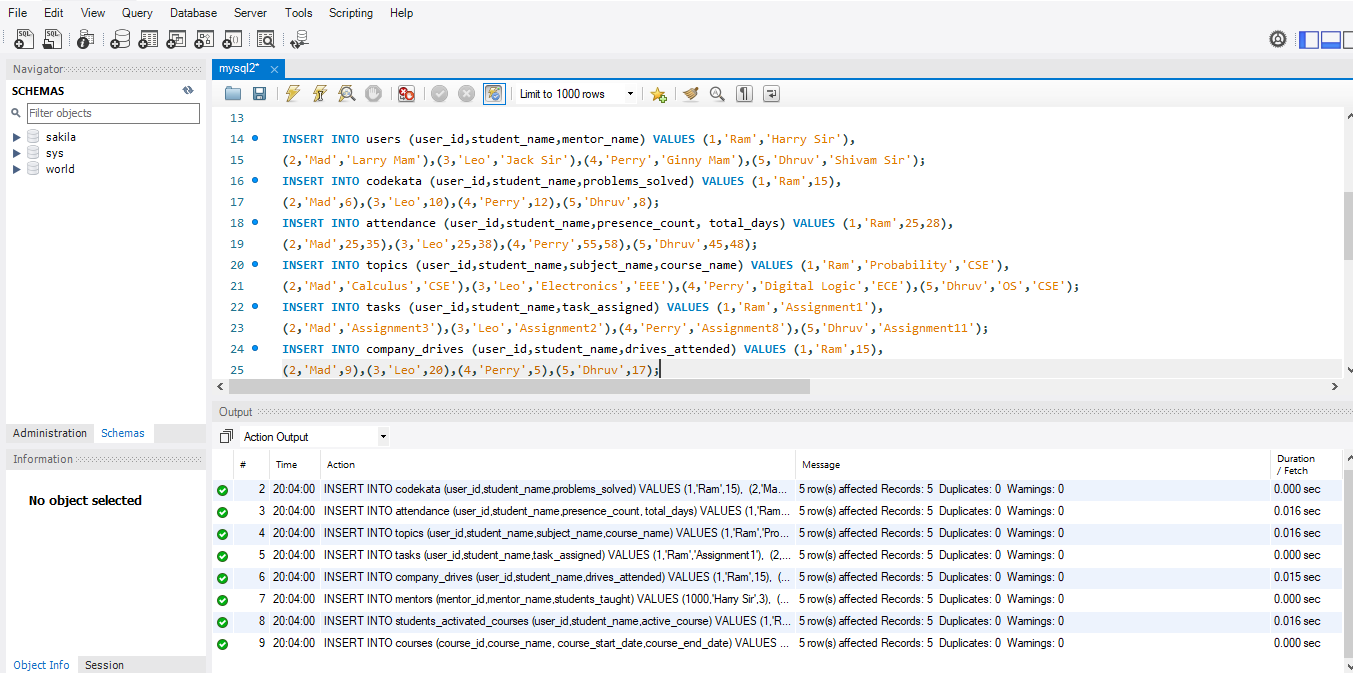 File Edit View Query Database Server Tools Scripting Help
Navigator
SCHEMAS
Filter objects
sakila
sys
world
Administration Schemas
Information
No object selected
Object Info Session
mysql2*
Limit to 1000 rows
13
14 INSERT INTO users (user_id,student_name,mentor_name) VALUES (1,'Ram','Harry Sir'),
15 (2,'Mad','Larry Mam'),(3,'Leo','Jack Sir'),(4,'Perry','Ginny Mam'),(5,'Dhruv','Shivam Sir');
16 INSERT INTO codekata (user_id,student_name,problems_solved) VALUES (1,'Ram',15),
17 (2,'Mad',6),(3,'Leo',10),(4,'Perry',12),(5,'Dhruv',8);
18 INSERT INTO attendance (user_id,student_name,presence_count, total_days) VALUES (1,'Ram',25,28),
19 (2,'Mad',25,35),(3,'Leo',25,38),(4,'Perry',55,58),(5,'Dhruv',45,48);
20 INSERT INTO topics (user_id,student_name,subject_name,course_name) VALUES (1,'Ram','Probability','CSE'),
21 (2,'Mad','Calculus','CSE'),(3,'Leo','Electronics','EEE'),(4,'Perry','Digital Logic','ECE'),(5,'Dhruv','OS','CSE');
22 INSERT INTO tasks (user_id,student_name,task_assigned) VALUES (1,'Ram','Assignment1'),
23 (2,'Mad','Assignment3'),(3,'Leo','Assignment2'),(4,'Perry','Assignment8'),(5,'Dhruv','Assignment11');
24 INSERT INTO company_drives (user_id,student_name,drives_attended) VALUES (1,'Ram',15),
25 (2,'Mad',9),(3,'Leo',20),(4,'Perry',5),(5,'Dhruv',17);
Output
Action Output
# Time Action Message Duration / Fetch
2 20:04:00 INSERT INTO codekata (user_id,student_name,problems_solved) VALUES (1,'Ram',15), (2,'Ma... 5 row(s) affected Records: 5 Duplicates: 0 Warnings: 0 0.000 sec
3 20:04:00 INSERT INTO attendance (user_id,student_name,presence_count, total_days) VALUES (1,'Ram... 5 row(s) affected Records: 5 Duplicates: 0 Warnings: 0 0.016 sec
4 20:04:00 INSERT INTO topics (user_id,student_name,subject_name,course_name) VALUES (1,'Ram','Pro... 5 row(s) affected Records: 5 Duplicates: 0 Warnings: 0 0.016 sec
5 20:04:00 INSERT INTO tasks (user_id,student_name,task_assigned) VALUES (1,'Ram','Assignment1'), (2,... 5 row(s) affected Records: 5 Duplicates: 0 Warnings: 0 0.000 sec
6 20:04:00 INSERT INTO company_drives (user_id,student_name,drives_attended) VALUES (1,'Ram',15), (... 5 row(s) affected Records: 5 Duplicates: 0 Warnings: 0 0.015 sec
7 20:04:00 INSERT INTO mentors (mentor_id,mentor_name,students_taught) VALUES (1000,'Harry Sir',3), (... 5 row(s) affected Records: 5 Duplicates: 0 Warnings: 0 0.000 sec
8 20:04:00 INSERT INTO students_activated_courses (user_id,student_name,active_course) VALUES (1,'R... 5 row(s) affected Records: 5 Duplicates: 0 Warnings: 0 0.016 sec
9 20:04:00 INSERT INTO courses (course_id,course_name, course_start_date,course_end_date) VALUES ... 5 row(s) affected Records: 5 Duplicates: 0 Warnings: 0 0.000 sec